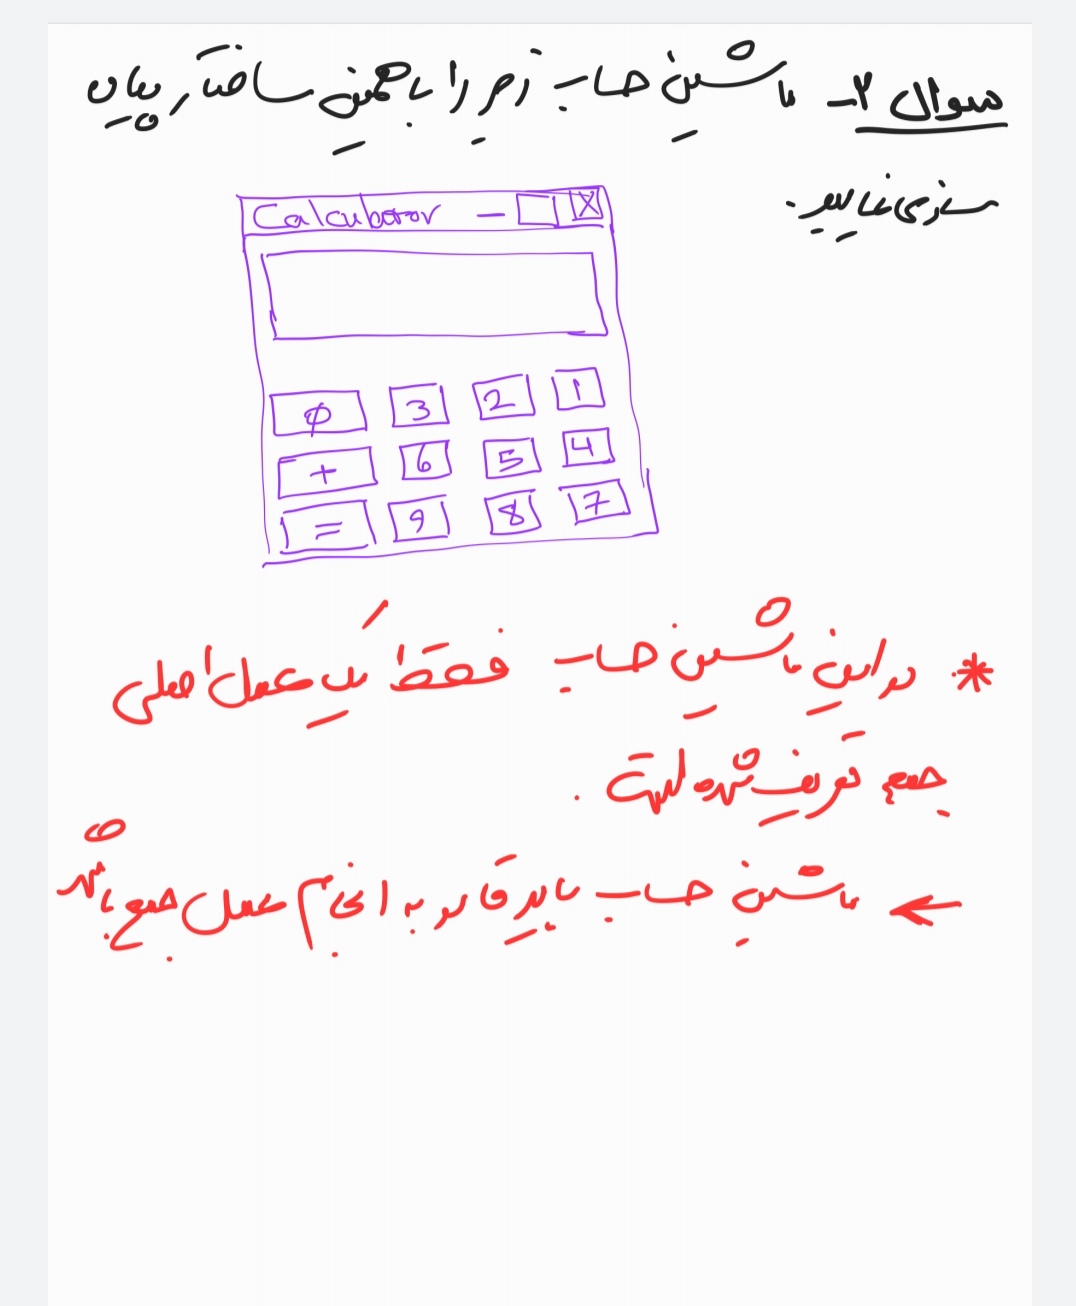 سوال ۲- ماشین حساب زیر را با همین ساختار پیاده
سازی نمایید.
Calculator - X
0 3 2 1
+ 6 5 4
= 9 8 7
* در این ماشین حساب فقط یک عمل اصلی
جمع تعریف شده است.
← ماشین حساب باید قادر به انجام عمل جمع باشد